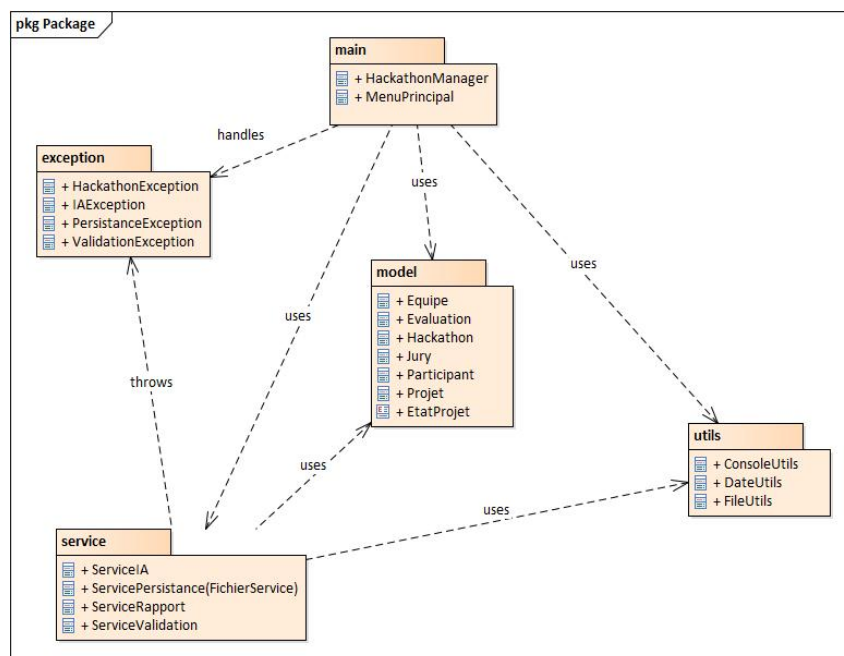 pkg Package
main
+ HackathonManager
+ MenuPrincipal
handles
exception
+ HackathonException
+ IAException
+ PersistanceException
+ ValidationException
uses
uses
uses
model
+ Equipe
+ Evaluation
+ Hackathon
+ Jury
+ Participant
+ Projet
+ EtatProjet
throws
uses
utils
+ ConsoleUtils
+ DateUtils
+ FileUtils
uses
service
+ ServiceIA
+ ServicePersistance(FichierService)
+ ServiceRapport
+ ServiceValidation